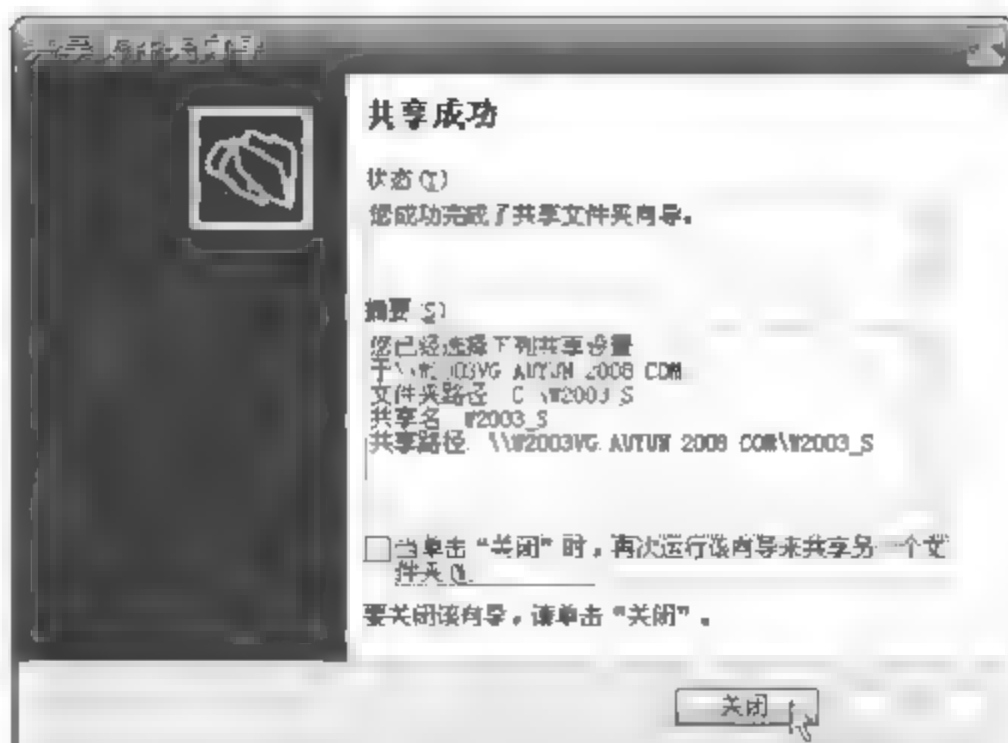 共享成功
状态(T)
您成功完成了共享文件夹向导。
摘要(S)
您已经选择下列共享设置
文件夹路径 C:\W2003_S
共享名 W2003_S
共享路径 \\W2003VG.AUTUN 2008 COM\W2003_S
当单击“关闭”时，再次运行该向导来共享另一个文
件夹
要关闭该向导，请单击“关闭”。
关闭